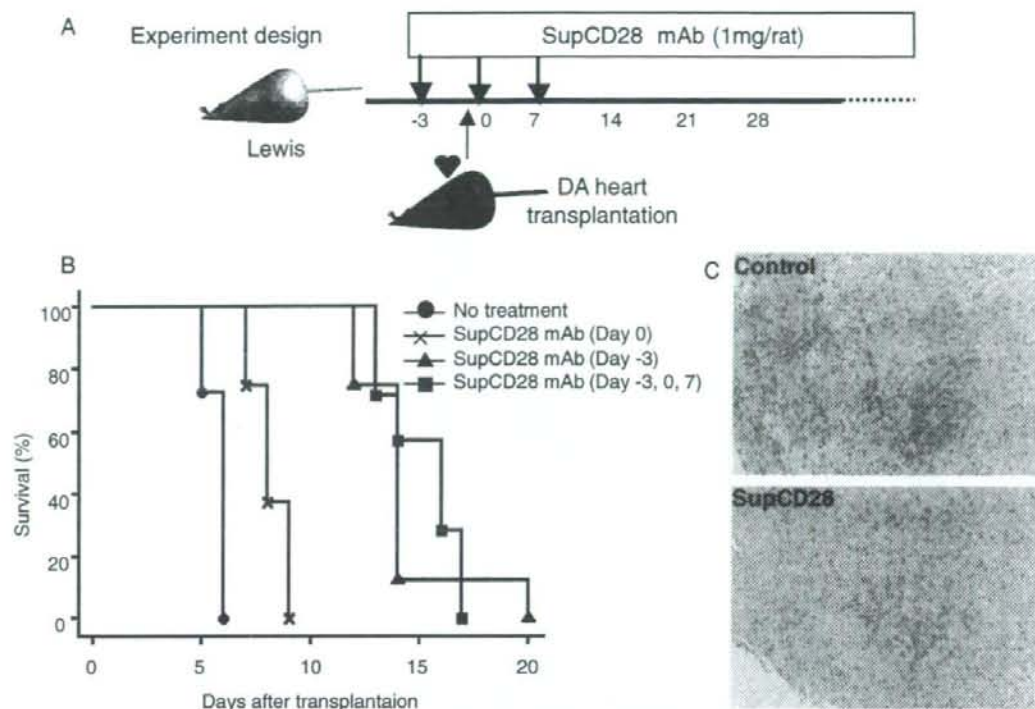 A
Experiment design
SupCD28 mAb (1mg/rat)
-3 0 7 14 21 28
Lewis
DA heart
transplantation
B
100
80
60
40
20
0
Survival (%)
0 5 10 15 20
Days after transplantaion
No treatment
SupCD28 mAb (Day 0)
SupCD28 mAb (Day -3)
SupCD28 mAb (Day -3, 0, 7)
C
Control
SupCD28